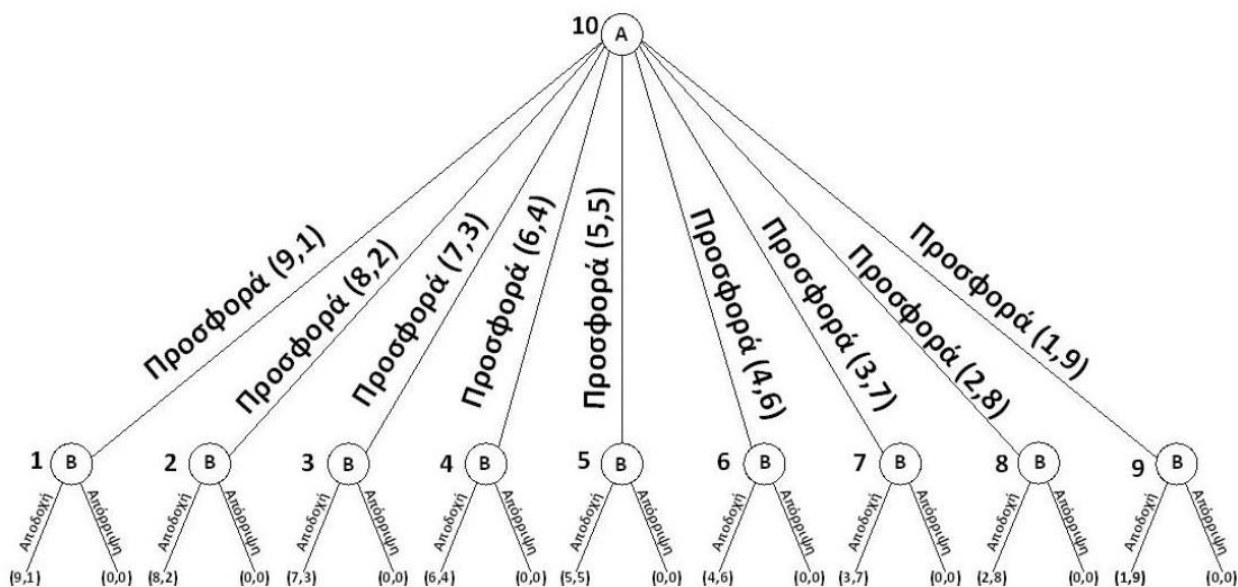 10 A
Προσφορά (9,1)
Προσφορά (8,2)
Προσφορά (7,3)
Προσφορά (6,4)
Προσφορά (5,5)
Προσφορά (4,6)
Προσφορά (3,7)
Προσφορά (2,8)
Προσφορά (1,9)
1 B 2 B 3 B 4 B 5 B 6 B 7 B 8 B 9 B
Αποδοχή Απόρριψη Αποδοχή Απόρριψη Αποδοχή Απόρριψη Αποδοχή Απόρριψη Αποδοχή Απόρριψη Αποδοχή Απόρριψη Αποδοχή Απόρριψη Αποδοχή Απόρριψη Αποδοχή Απόρριψη
(9,1) (0,0) (8,2) (0,0) (7,3) (0,0) (6,4) (0,0) (5,5) (0,0) (4,6) (0,0) (3,7) (0,0) (2,8) (0,0) (1,9) (0,0)